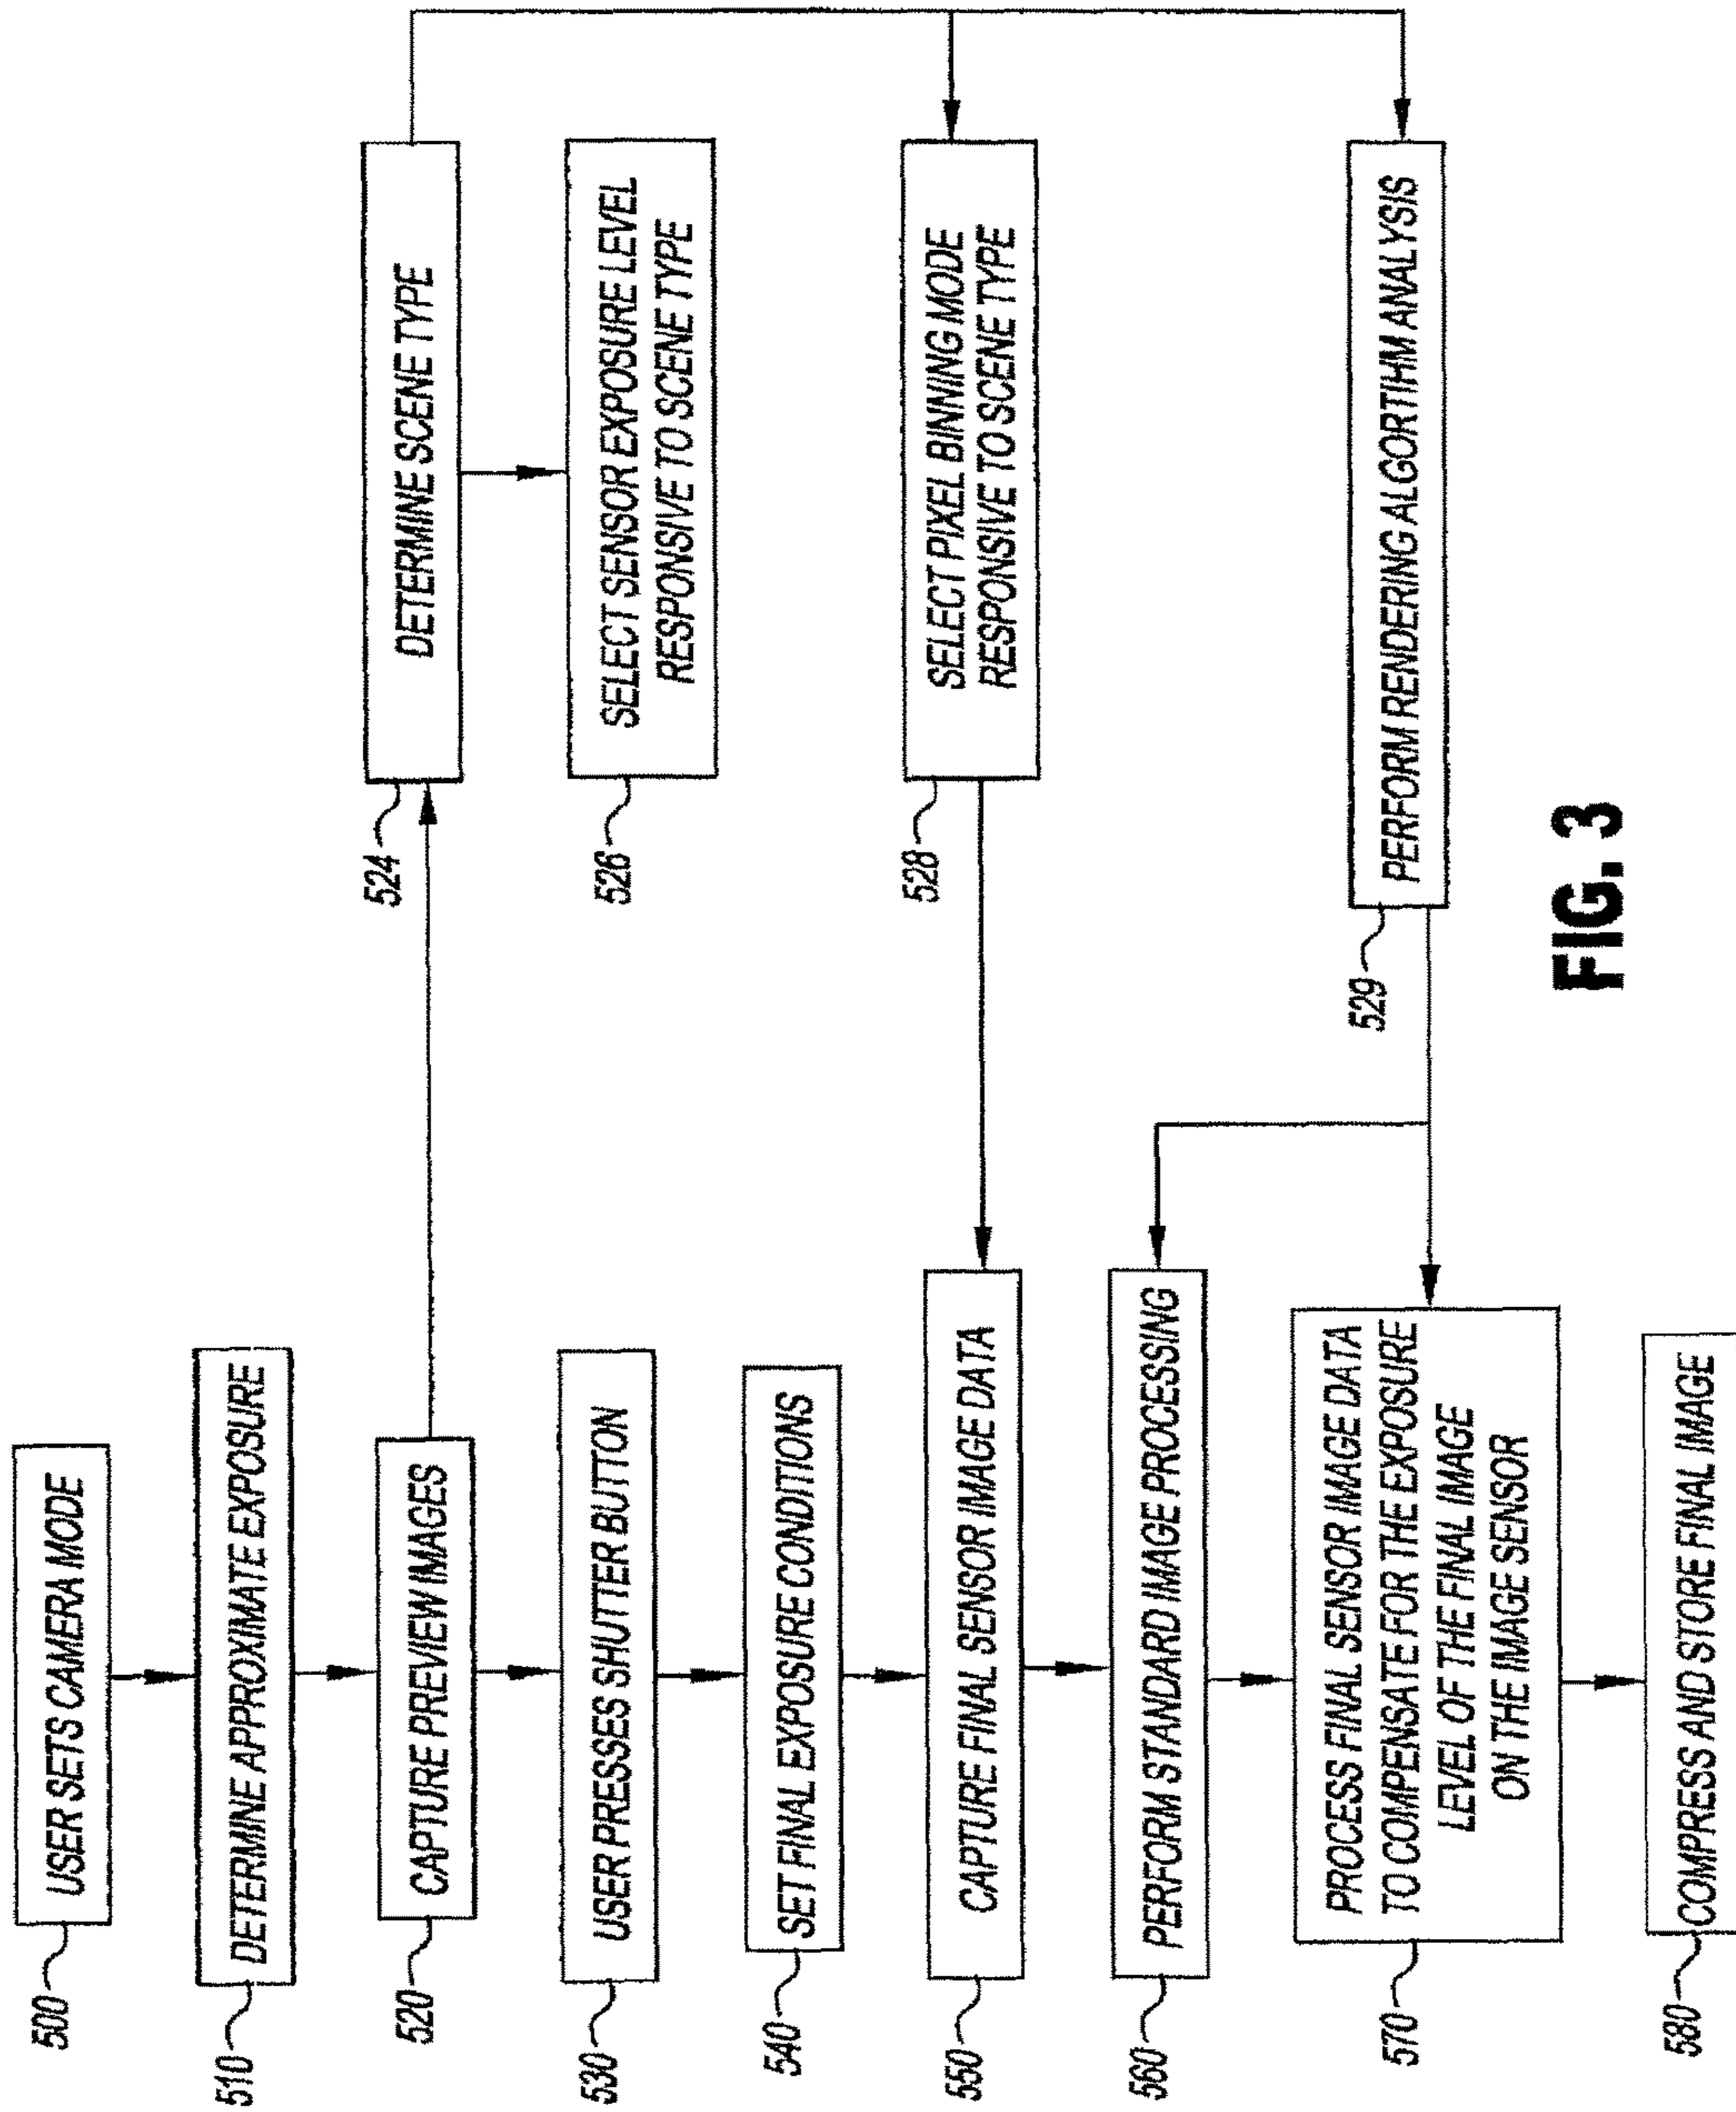 500
USER SETS CAMERA MODE
510
DETERMINE APPROXIMATE EXPOSURE
520
CAPTURE PREVIEW IMAGES
524
DETERMINE SCENE TYPE
526
SELECT SENSOR EXPOSURE LEVEL
RESPONSIVE TO SCENE TYPE
530
USER PRESSES SHUTTER BUTTON
540
SET FINAL EXPOSURE CONDITIONS
528
SELECT PIXEL BINNING MODE
RESPONSIVE TO SCENE TYPE
550
CAPTURE FINAL SENSOR IMAGE DATA
560
PERFORM STANDARD IMAGE PROCESSING
529
PERFORM RENDERING ALGORTIHM ANALYSIS
570
PROCESS FINAL SENSOR IMAGE DATA
TO COMPENSATE FOR THE EXPOSURE
LEVEL OF THE FINAL IMAGE
ON THE IMAGE SENSOR
580
COMPRESS AND STORE FINAL IMAGE
FIG. 3